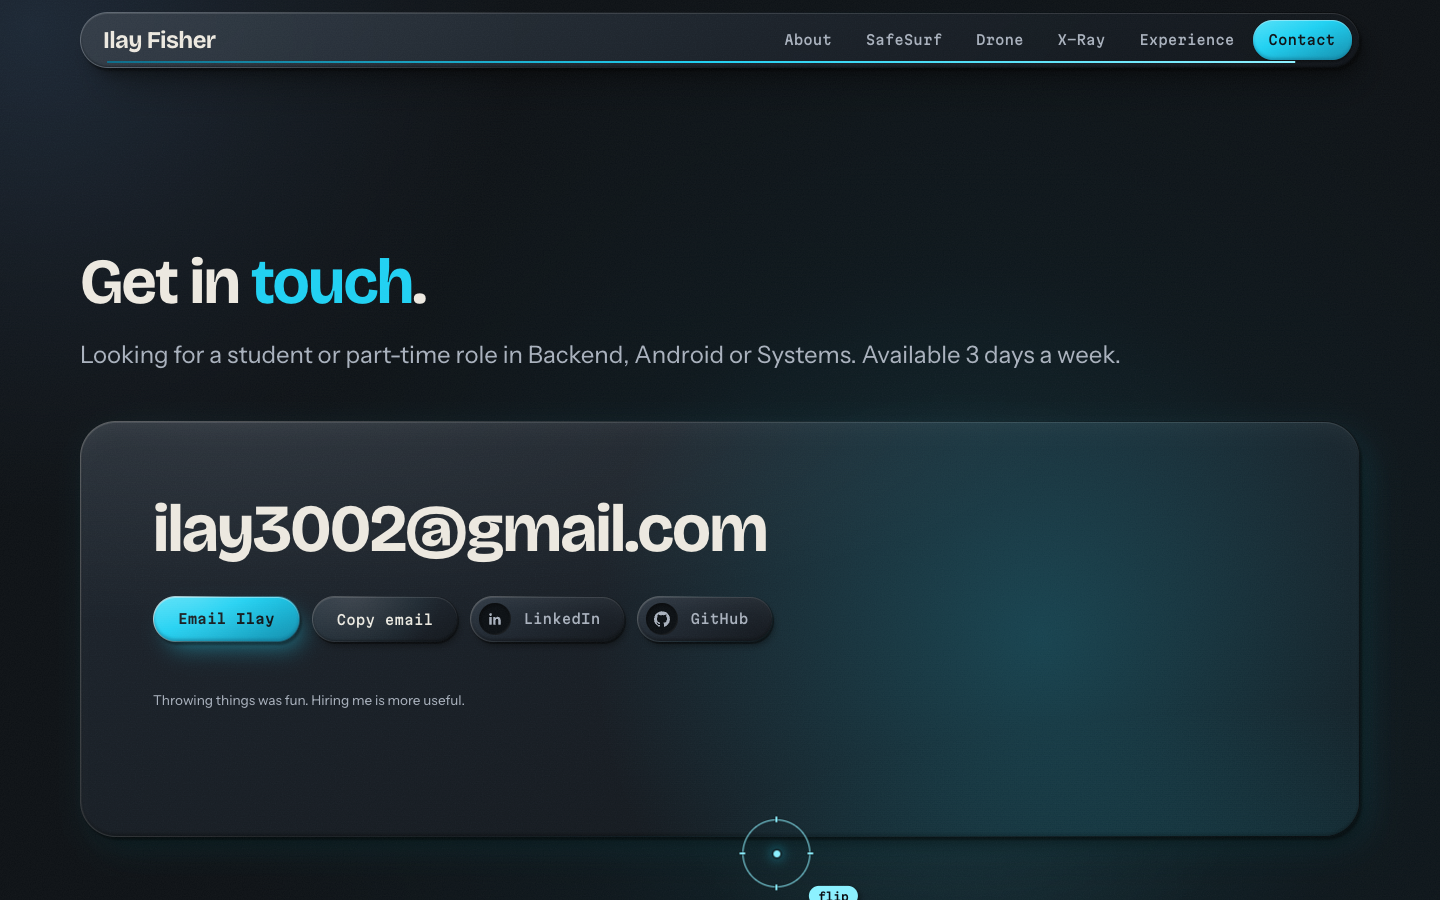 Ilay Fisher
About SafeSurf Drone X-Ray Experience Contact
Get in touch.
Looking for a student or part-time role in Backend, Android or Systems. Available 3 days a week.
ilay3002@gmail.com
Email Ilay Copy email LinkedIn GitHub
Throwing things was fun. Hiring me is more useful.
flip